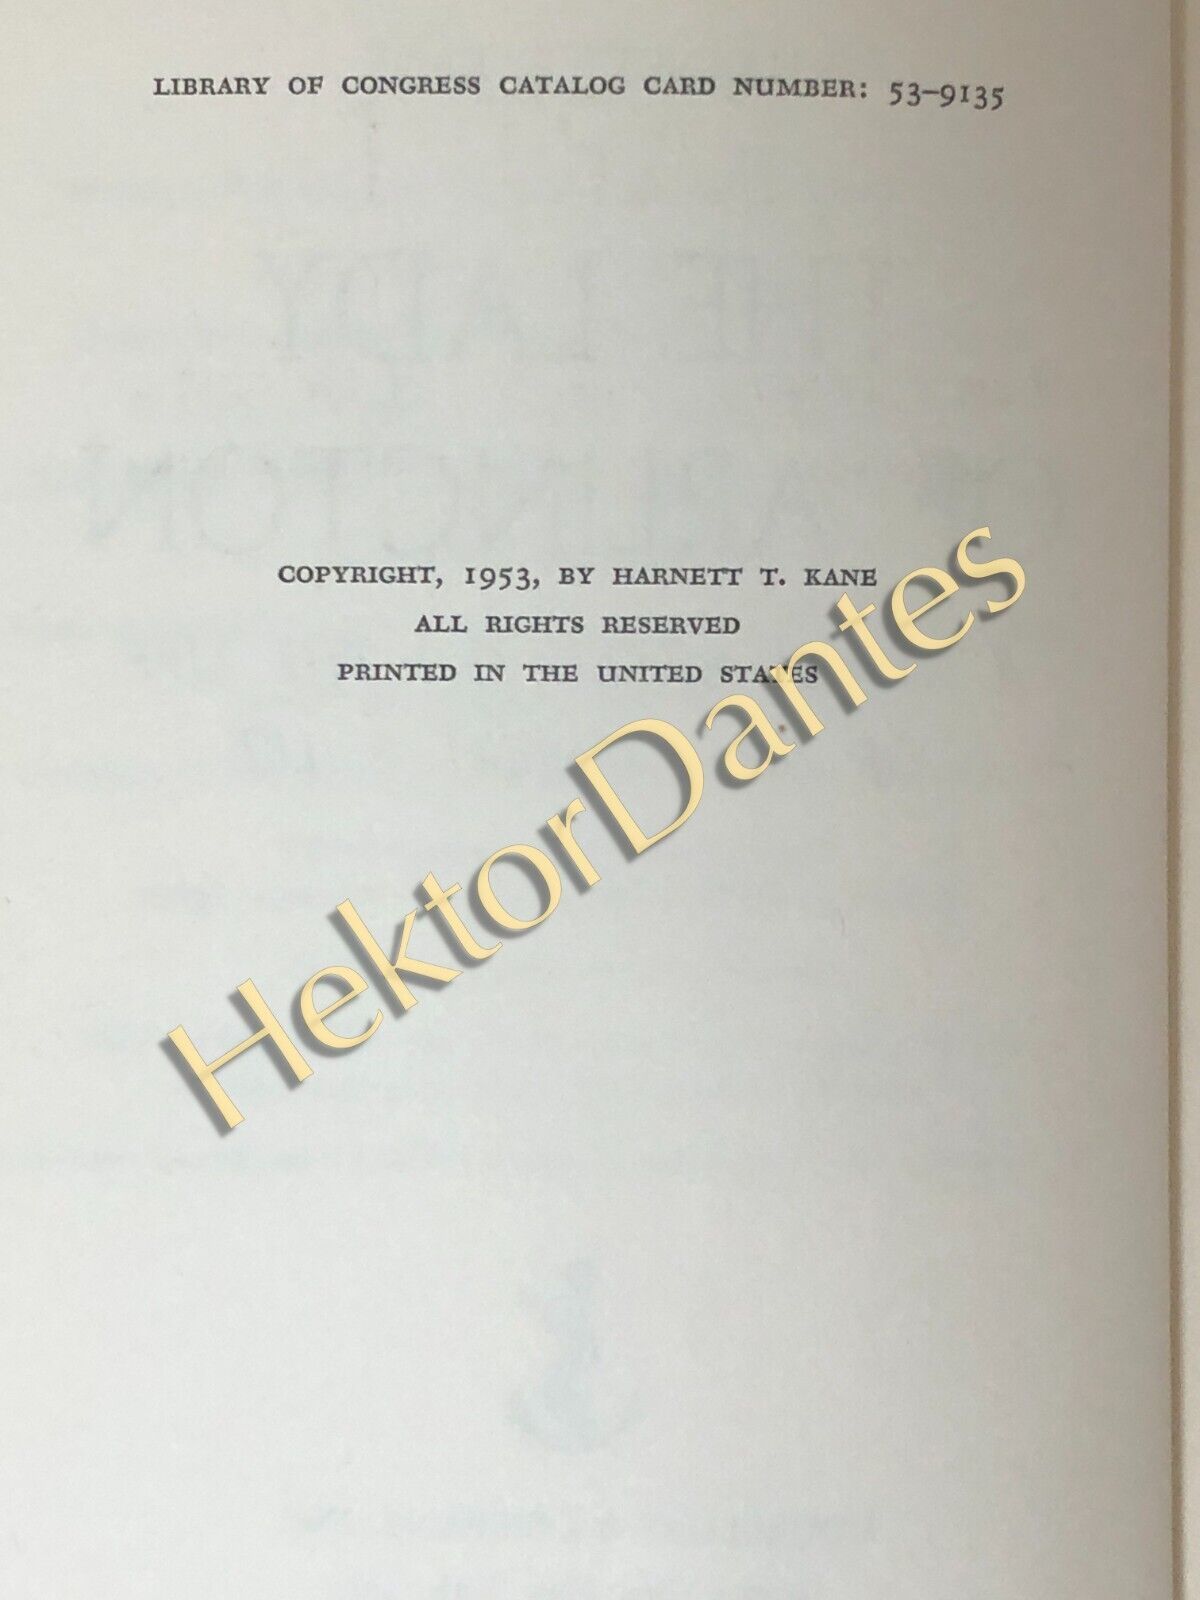 LIBRARY OF CONGRESS CATALOG CARD NUMBER: 53-9135
COPYRIGHT, 1953, BY HARNETT T. KANE
ALL RIGHTS RESERVED
PRINTED IN THE UNITED STATES
HektorDantes